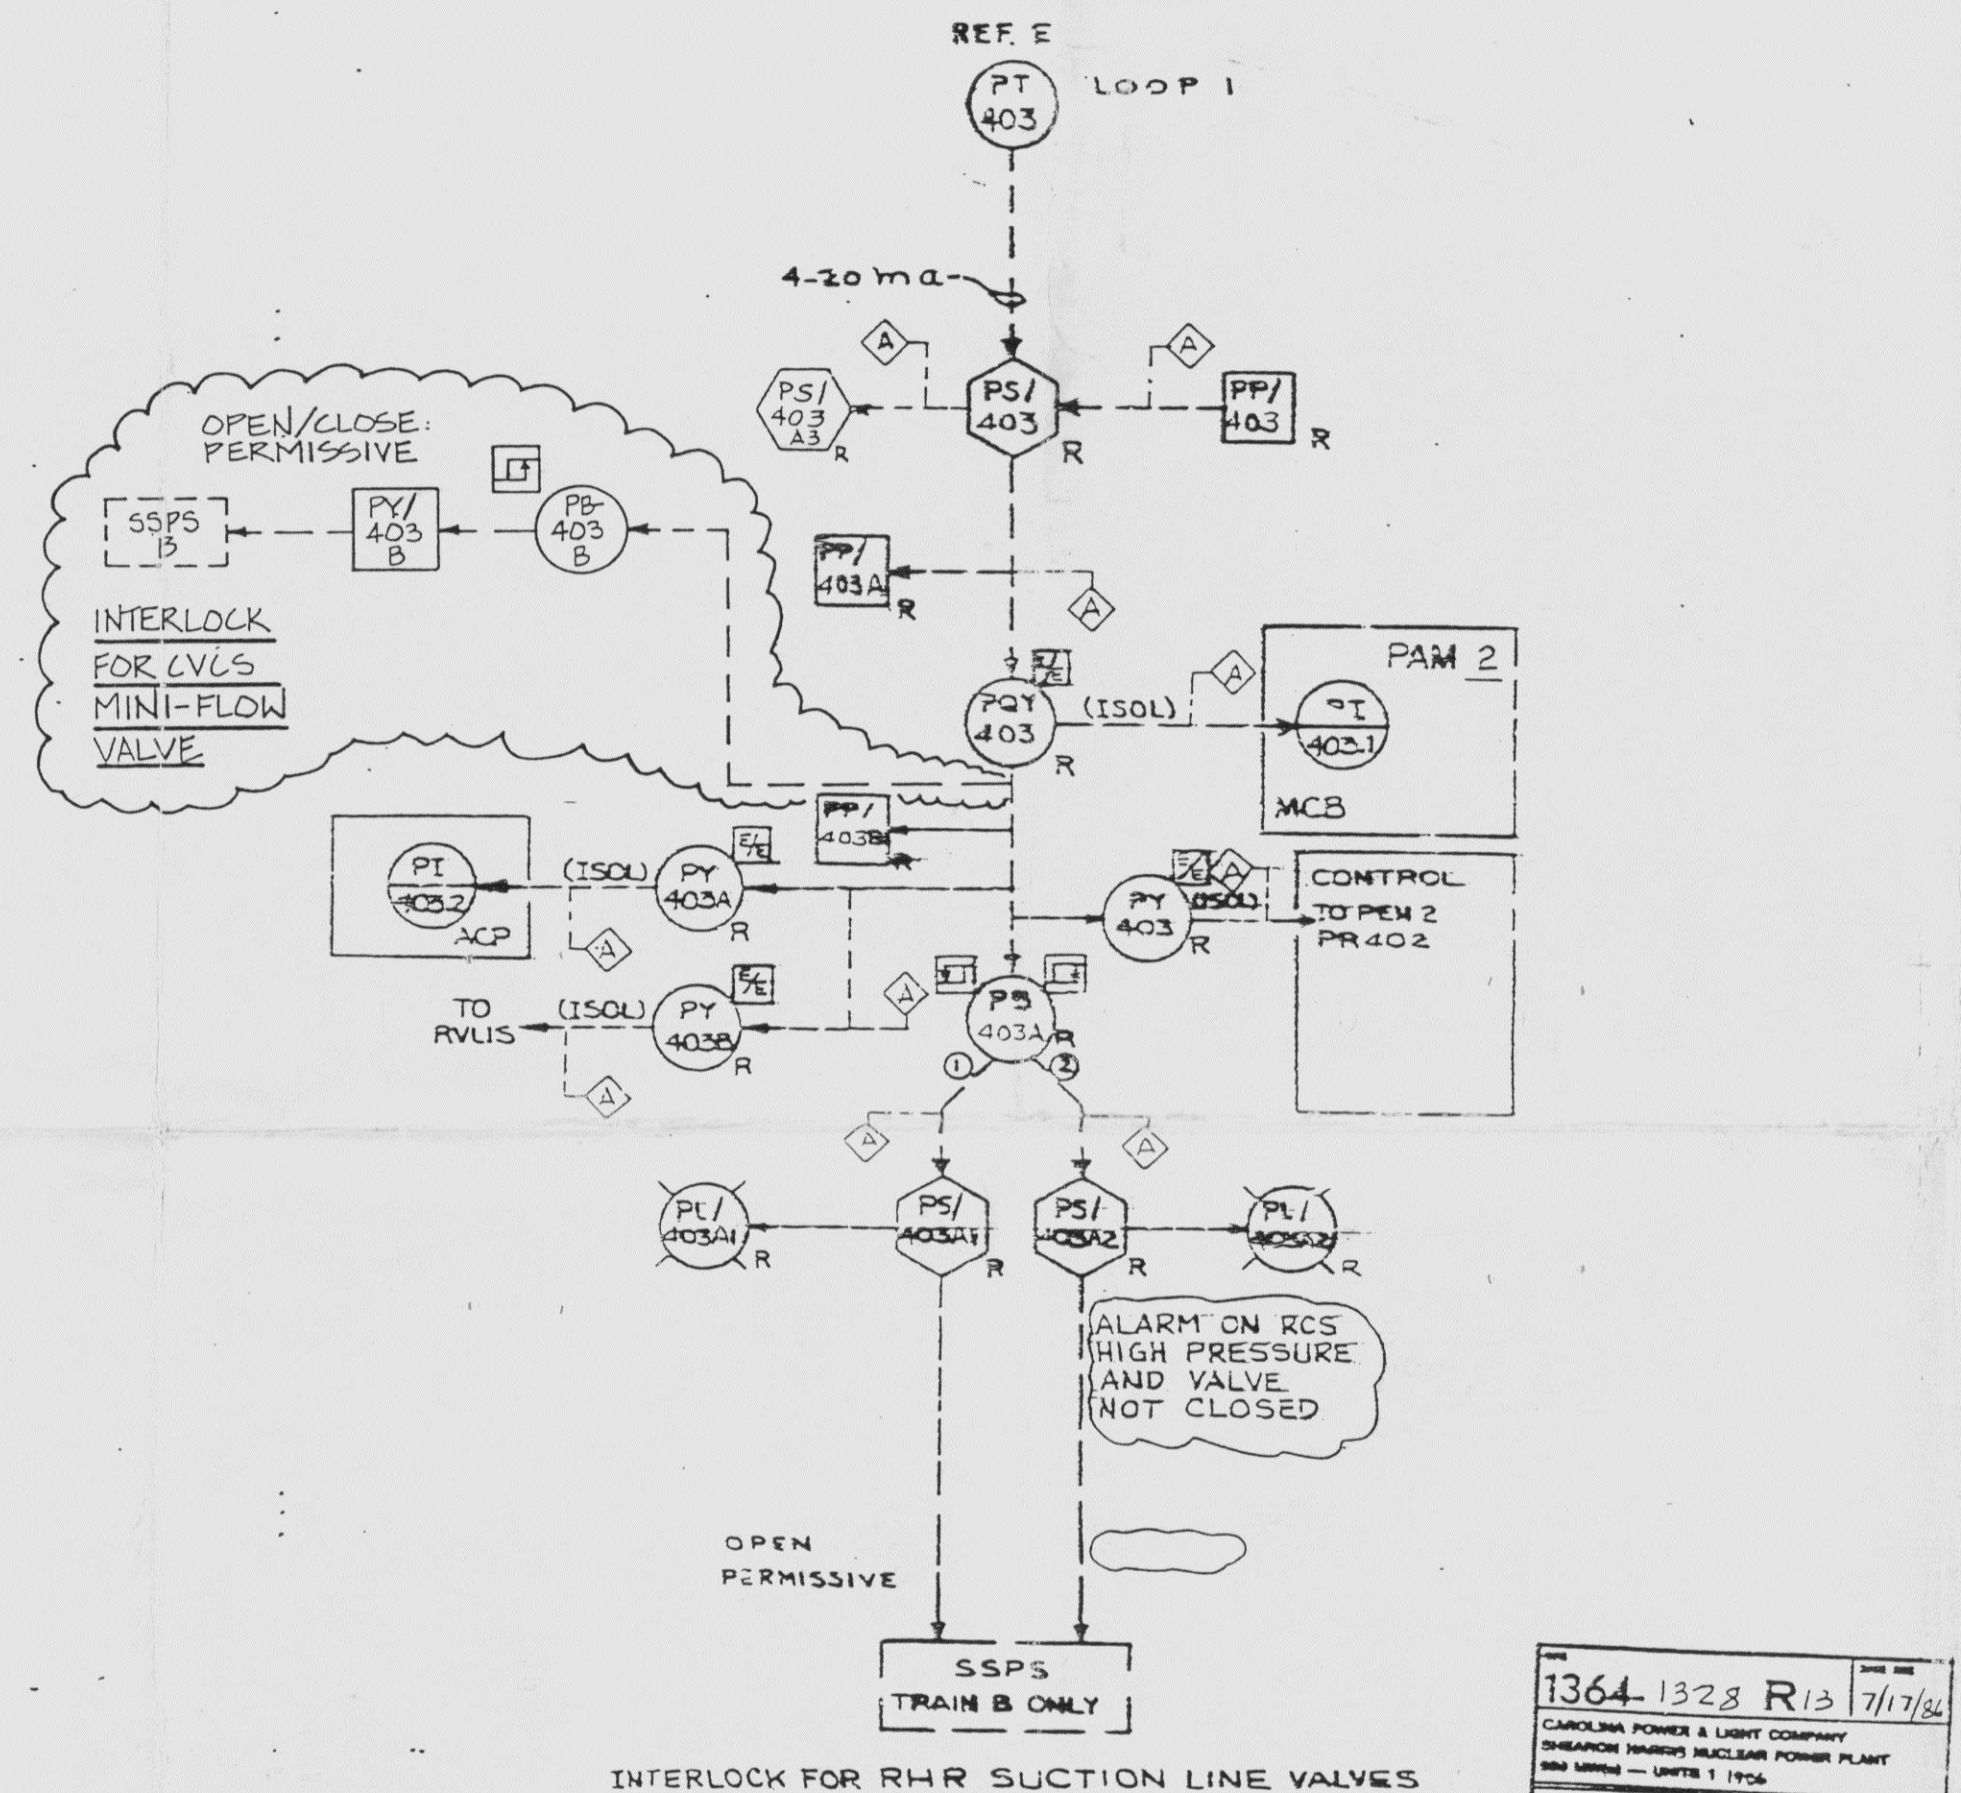 REF. E
PT
403
LOOP 1
4-20 ma
A
A
PS/
403
A3
R
PS/
403
R
PP/
403
R
OPEN/CLOSE:
PERMISSIVE
SSPS
13
PY/
403
B
PB
403
B
INTERLOCK
FOR CVCS
MINI-FLOW
VALVE
PP/
403A
R
A
E/E
PQY
403
R
(ISOL)
A
PAM 2
PI
403.1
MCB
PP/
403B
R
PI
403.2
ACP
(ISOL)
A
E/E
PY
403A
R
E/E
A
PY
403
R
(ISOL)
CONTROL
TO PEN 2
PR402
TO
RVLIS
(ISOL)
A
E/E
PY
403B
R
A
PB
403A
R
1
2
A
A
PL/
403A1
R
PS/
403A1
R
PS/
403A2
R
PL/
403A2
R
ALARM ON RCS
HIGH PRESSURE
AND VALVE
NOT CLOSED
OPEN
PERMISSIVE
SSPS
TRAIN B ONLY
INTERLOCK FOR RHR SUCTION LINE VALVES
1364-1328 R13
7/17/86
CAROLINA POWER & LIGHT COMPANY
SHEARON HARRIS NUCLEAR POWER PLANT
UNITS 1